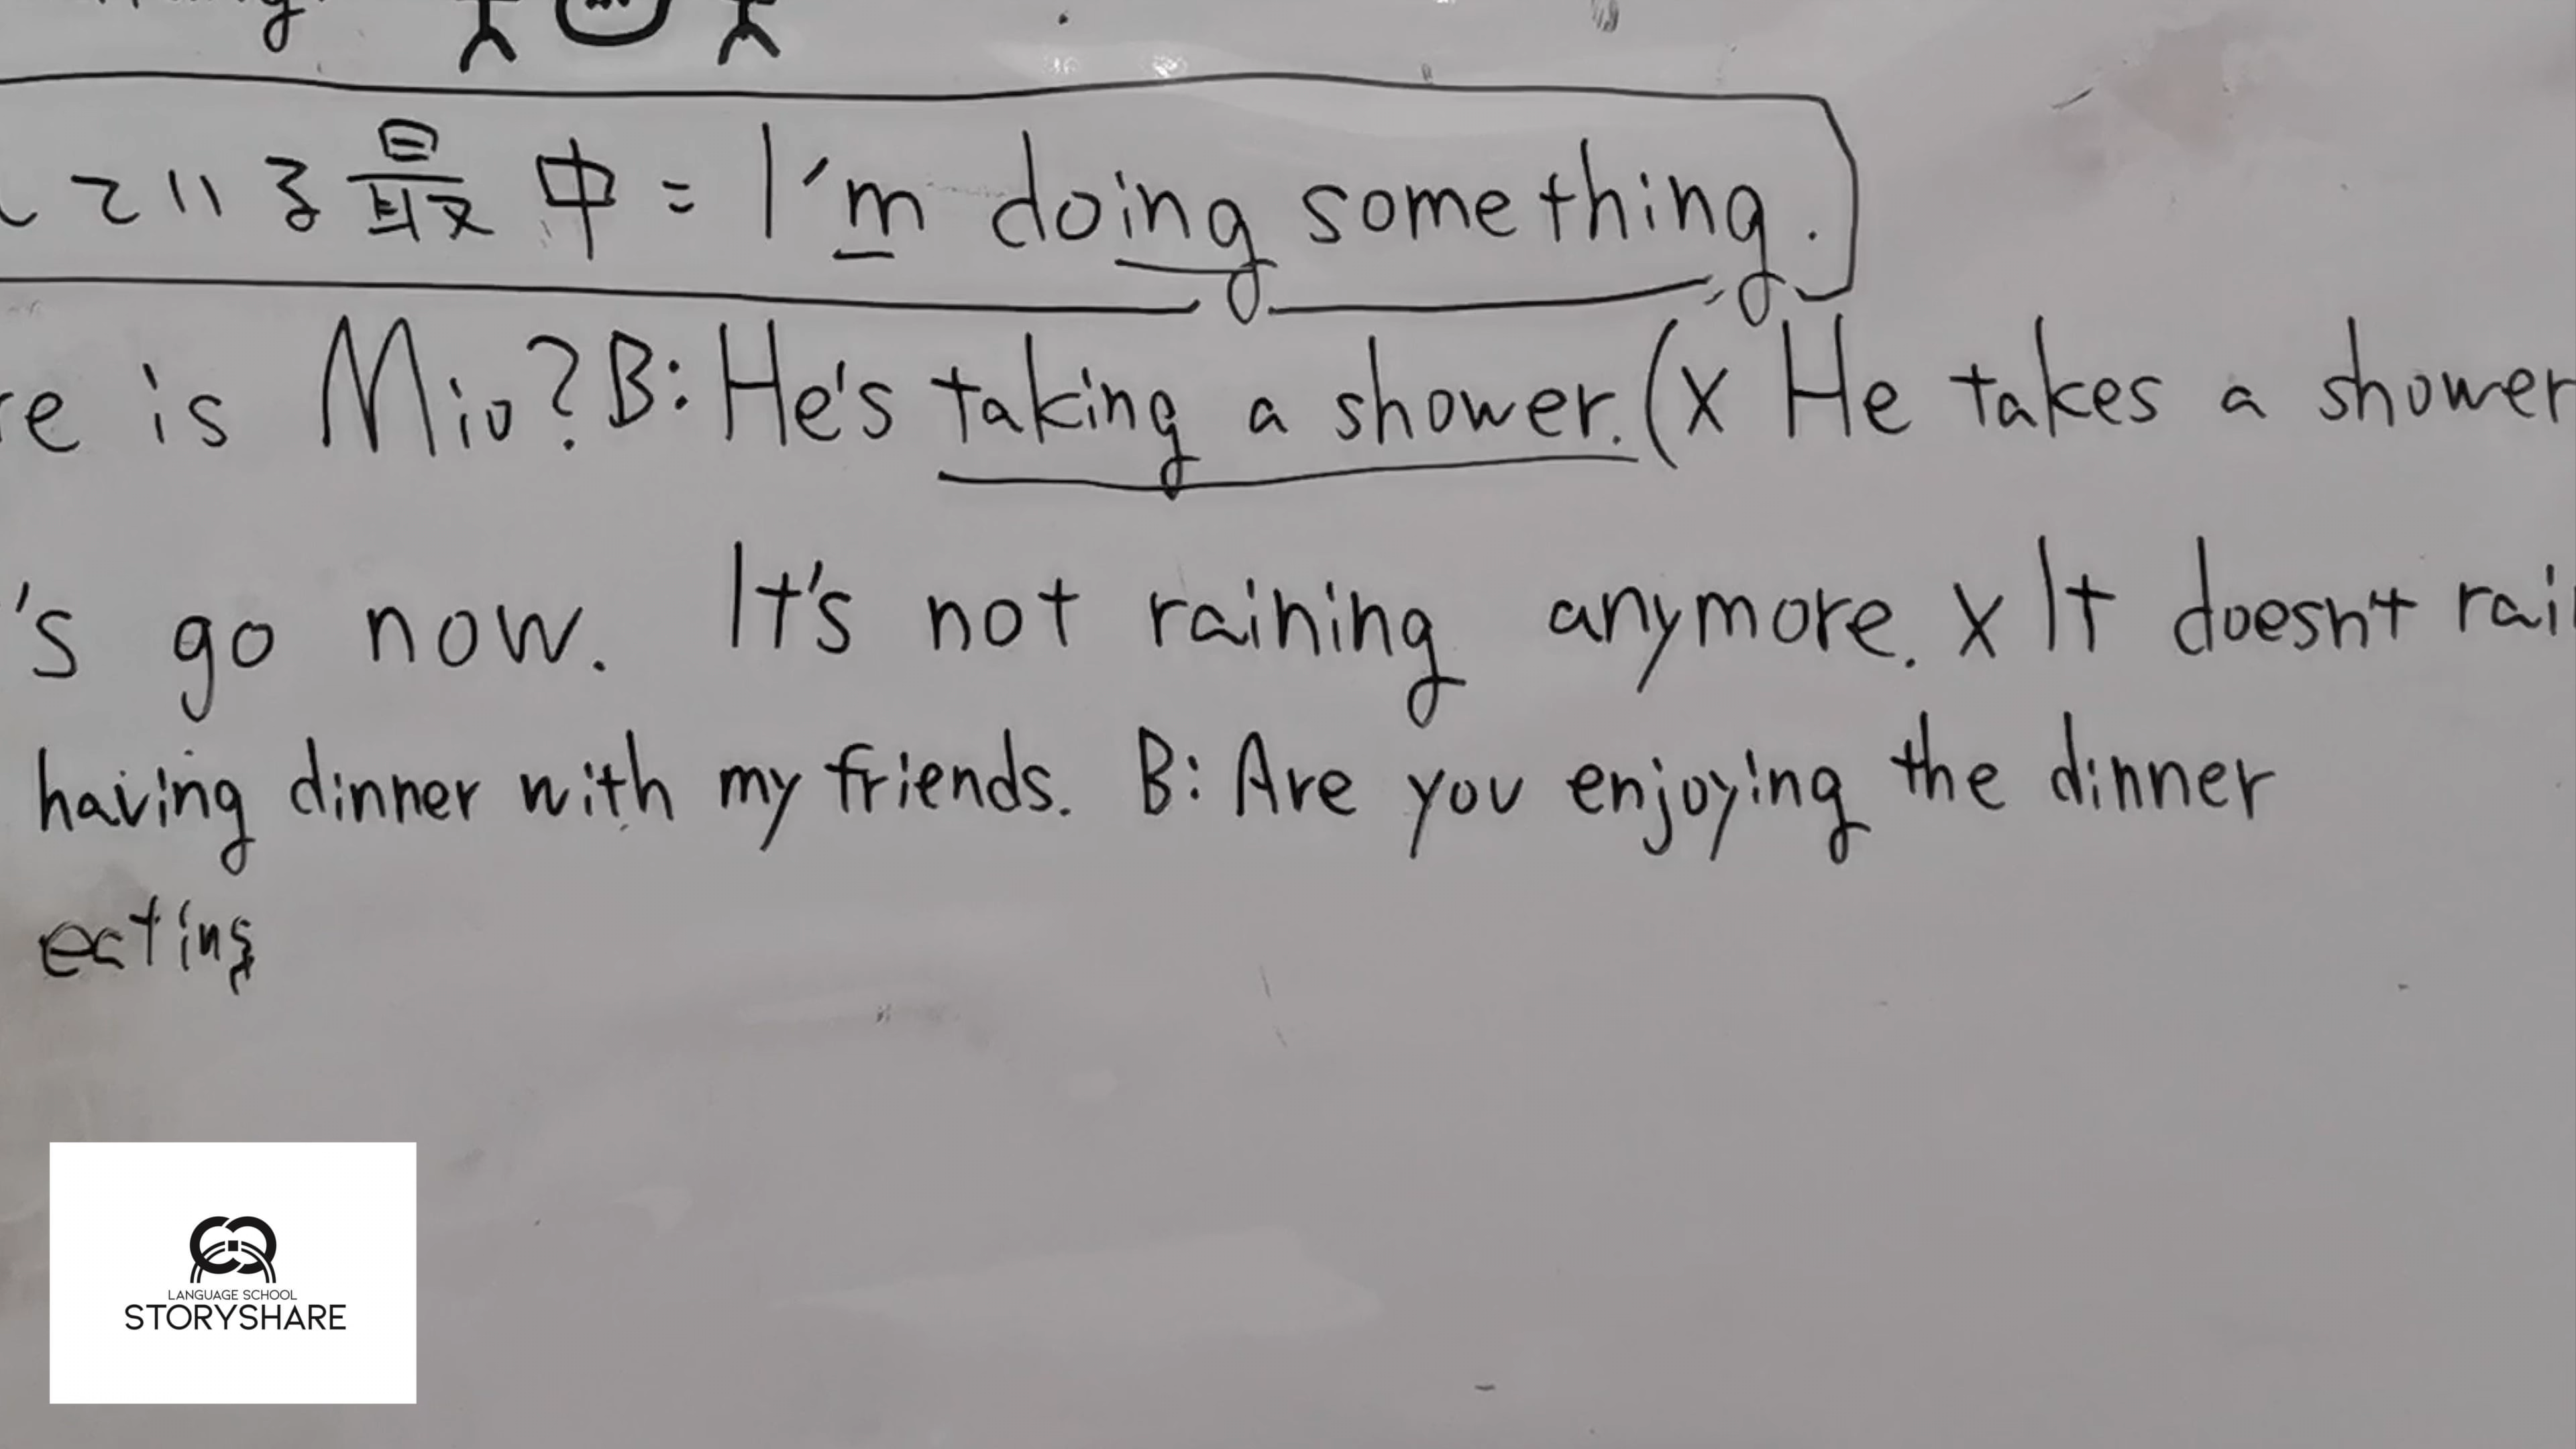 している最中 = I'm doing something.
re is Mio? B: He's taking a shower. (x He takes a shower
's go now. It's not raining anymore. x It doesn't rai
having dinner with my friends. B: Are you enjoying the dinner
eating
LANGUAGE SCHOOL
STORYSHARE